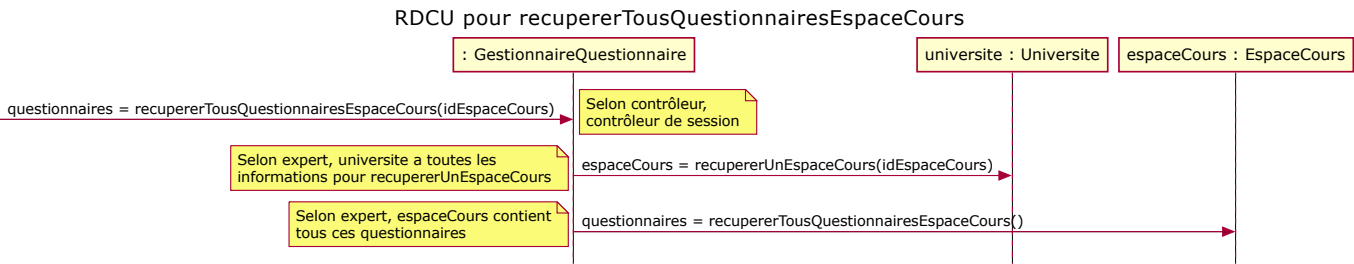 RDCU pour recupererTousQuestionnairesEspaceCours
: GestionnaireQuestionnaire
universite : Universite
espaceCours : EspaceCours
questionnaires = recupererTousQuestionnairesEspaceCours(idEspaceCours)
Selon contrôleur,
contrôleur de session
Selon expert, universite a toutes les
informations pour recupererUnEspaceCours
espaceCours = recupererUnEspaceCours(idEspaceCours)
Selon expert, espaceCours contient
tous ces questionnaires
questionnaires = recupererTousQuestionnairesEspaceCours()